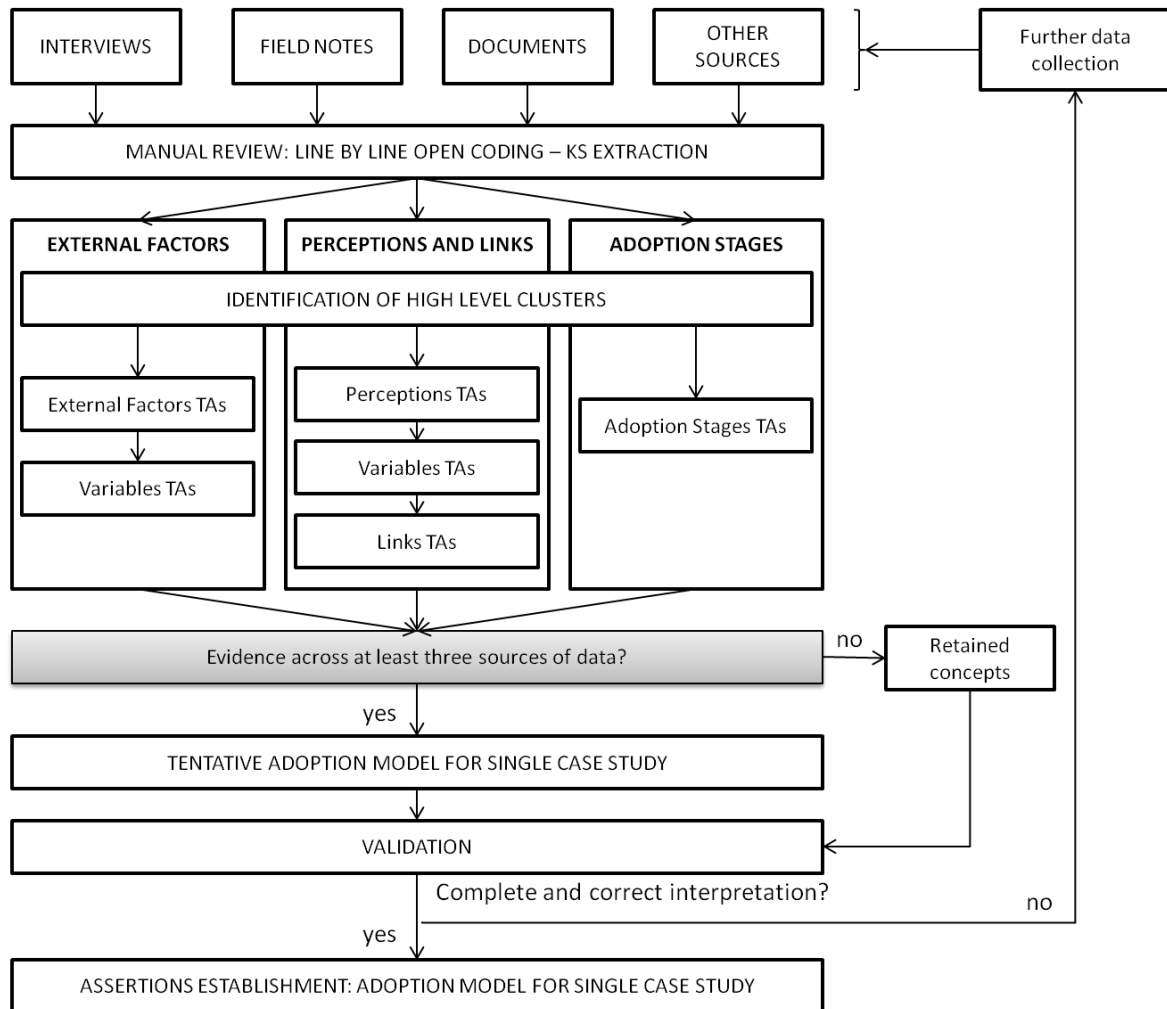 INTERVIEWS
FIELD NOTES
DOCUMENTS
OTHER
SOURCES
Further data
collection
MANUAL REVIEW: LINE BY LINE OPEN CODING – KS EXTRACTION
EXTERNAL FACTORS
PERCEPTIONS AND LINKS
ADOPTION STAGES
IDENTIFICATION OF HIGH LEVEL CLUSTERS
External Factors TAs
Variables TAs
Perceptions TAs
Variables TAs
Links TAs
Adoption Stages TAs
Evidence across at least three sources of data?
no
Retained
concepts
yes
TENTATIVE ADOPTION MODEL FOR SINGLE CASE STUDY
VALIDATION
Complete and correct interpretation?
no
yes
ASSERTIONS ESTABLISHMENT: ADOPTION MODEL FOR SINGLE CASE STUDY